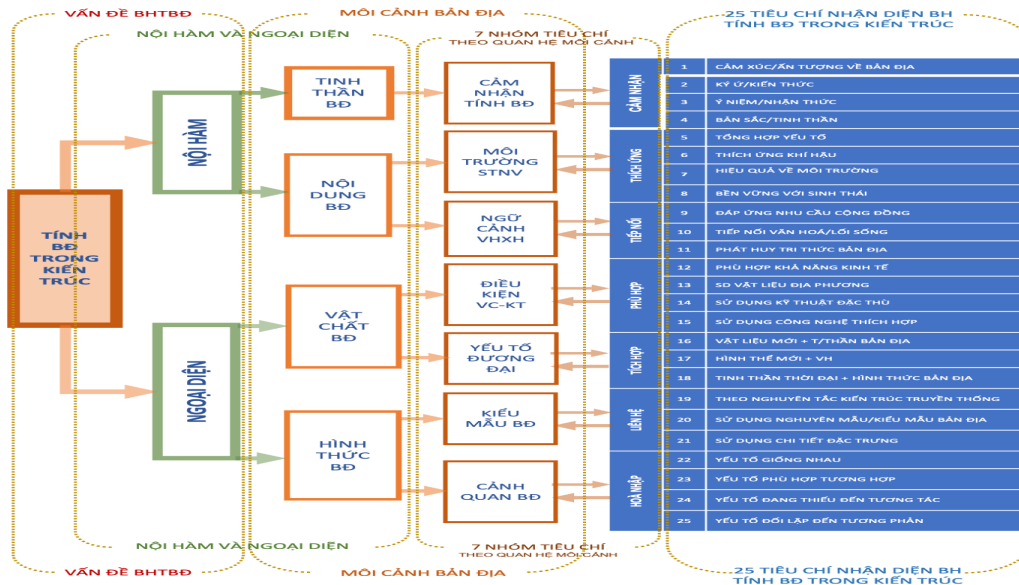 VẤN ĐỀ BHTBĐ
MÔI CẢNH BẢN ĐỊA
25 TIÊU CHÍ NHẬN DIỆN BH
TÍNH BĐ TRONG KIẾN TRÚC
NỘI HÀM VÀ NGOẠI DIỆN
7 NHÓM TIÊU CHÍ
THEO QUAN HỆ MÔI CẢNH
TÍNH
BĐ
TRONG
KIẾN
TRÚC
NỘI HÀM
NGOẠI DIỆN
TINH
THẦN
BĐ
NỘI
DUNG
BĐ
VẬT
CHẤT
BĐ
HÌNH
THỨC
BĐ
CẢM
NHẬN
TÍNH BĐ
MÔI
TRƯỜNG
STNV
NGỮ
CẢNH
VHXH
ĐIỀU
KIỆN
VC-KT
YẾU TỐ
ĐƯƠNG
ĐẠI
KIỂU
MẪU BĐ
CẢNH
QUAN BĐ
CẢM NHẬN
THÍCH ỨNG
TIẾP NỐI
PHÙ HỢP
TÍCH HỢP
LIÊN HỆ
HOÀ NHẬP
1 CẢM XÚC/ẤN TƯỢNG VỀ BẢN ĐỊA
2 KÝ Ứ/KIẾN THỨC
3 Ý NIỆM/NHẬN THỨC
4 BẢN SẮC/TINH THẦN
5 TỔNG HỢP YẾU TỐ
6 THÍCH ỨNG KHÍ HẬU
7 HIỆU QUẢ VỀ MÔI TRƯỜNG
8 BỀN VỮNG VỚI SINH THÁI
9 ĐÁP ỨNG NHU CẦU CỘNG ĐỒNG
10 TIẾP NỐI VĂN HOÁ/LỐI SỐNG
11 PHÁT HUY TRI THỨC BẢN ĐỊA
12 PHÙ HỢP KHẢ NĂNG KINH TẾ
13 SD VẬT LIỆU ĐỊA PHƯƠNG
14 SỬ DỤNG KỸ THUẬT ĐẶC THÙ
15 SỬ DỤNG CÔNG NGHỆ THÍCH HỢP
16 VẬT LIỆU MỚI + T/THẦN BẢN ĐỊA
17 HÌNH THỂ MỚI + VH
18 TINH THẦN THỜI ĐẠI + HÌNH THỨC BẢN ĐỊA
19 THEO NGHUYÊN TẮC KIẾN TRÚC TRUYỀN THỐNG
20 SỬ DỤNG NGHUYÊN MẪU/KIỂU MẪU BẢN ĐỊA
21 SỬ DỤNG CHI TIẾT ĐẶC TRƯNG
22 YẾU TỐ GIỐNG NHAU
23 YẾU TỐ PHÙ HỢP TƯƠNG HỢP
24 YẾU TỐ ĐANG THIẾU ĐẾN TƯƠNG TÁC
25 YẾU TỐ ĐỐI LẬP ĐẾN TƯƠNG PHẢN
NỘI HÀM VÀ NGOẠI DIỆN
7 NHÓM TIÊU CHÍ
THEO QUAN HỆ MÔI CẢNH
VẤN ĐỀ BHTBĐ
MÔI CẢNH BẢN ĐỊA
25 TIÊU CHÍ NHẬN DIỆN BH
TÍNH BĐ TRONG KIẾN TRÚC